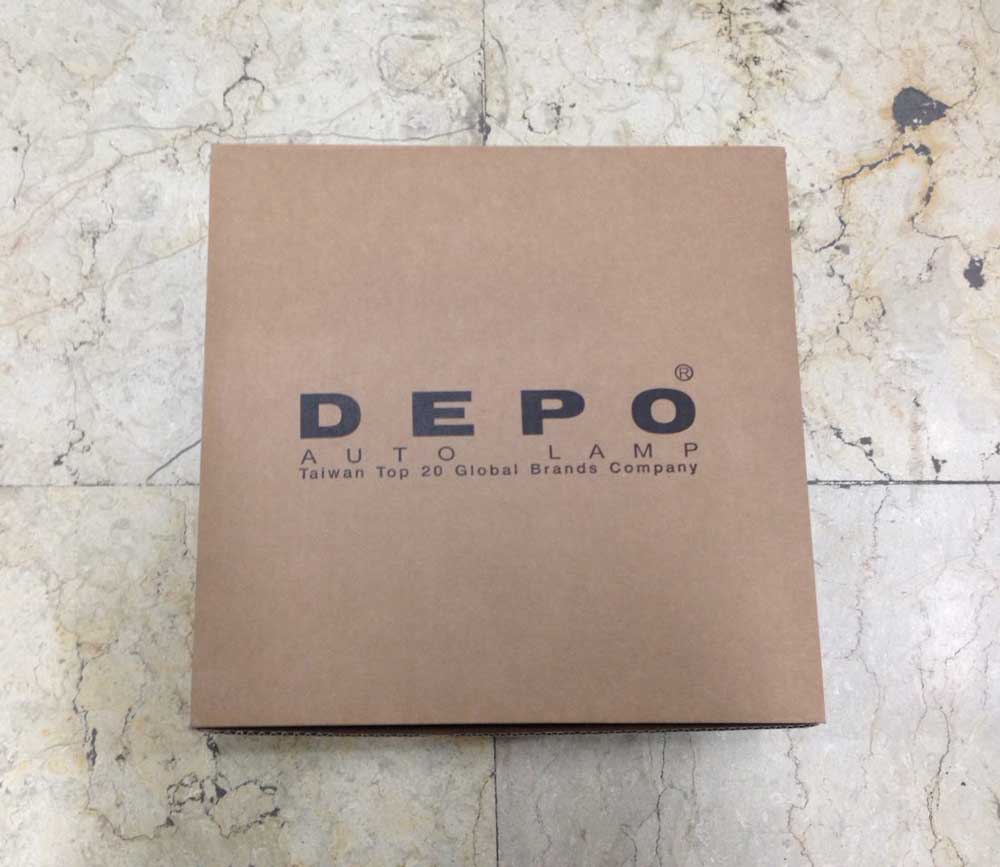 DEPO®
AUTO LAMP
Taiwan Top 20 Global Brands Company